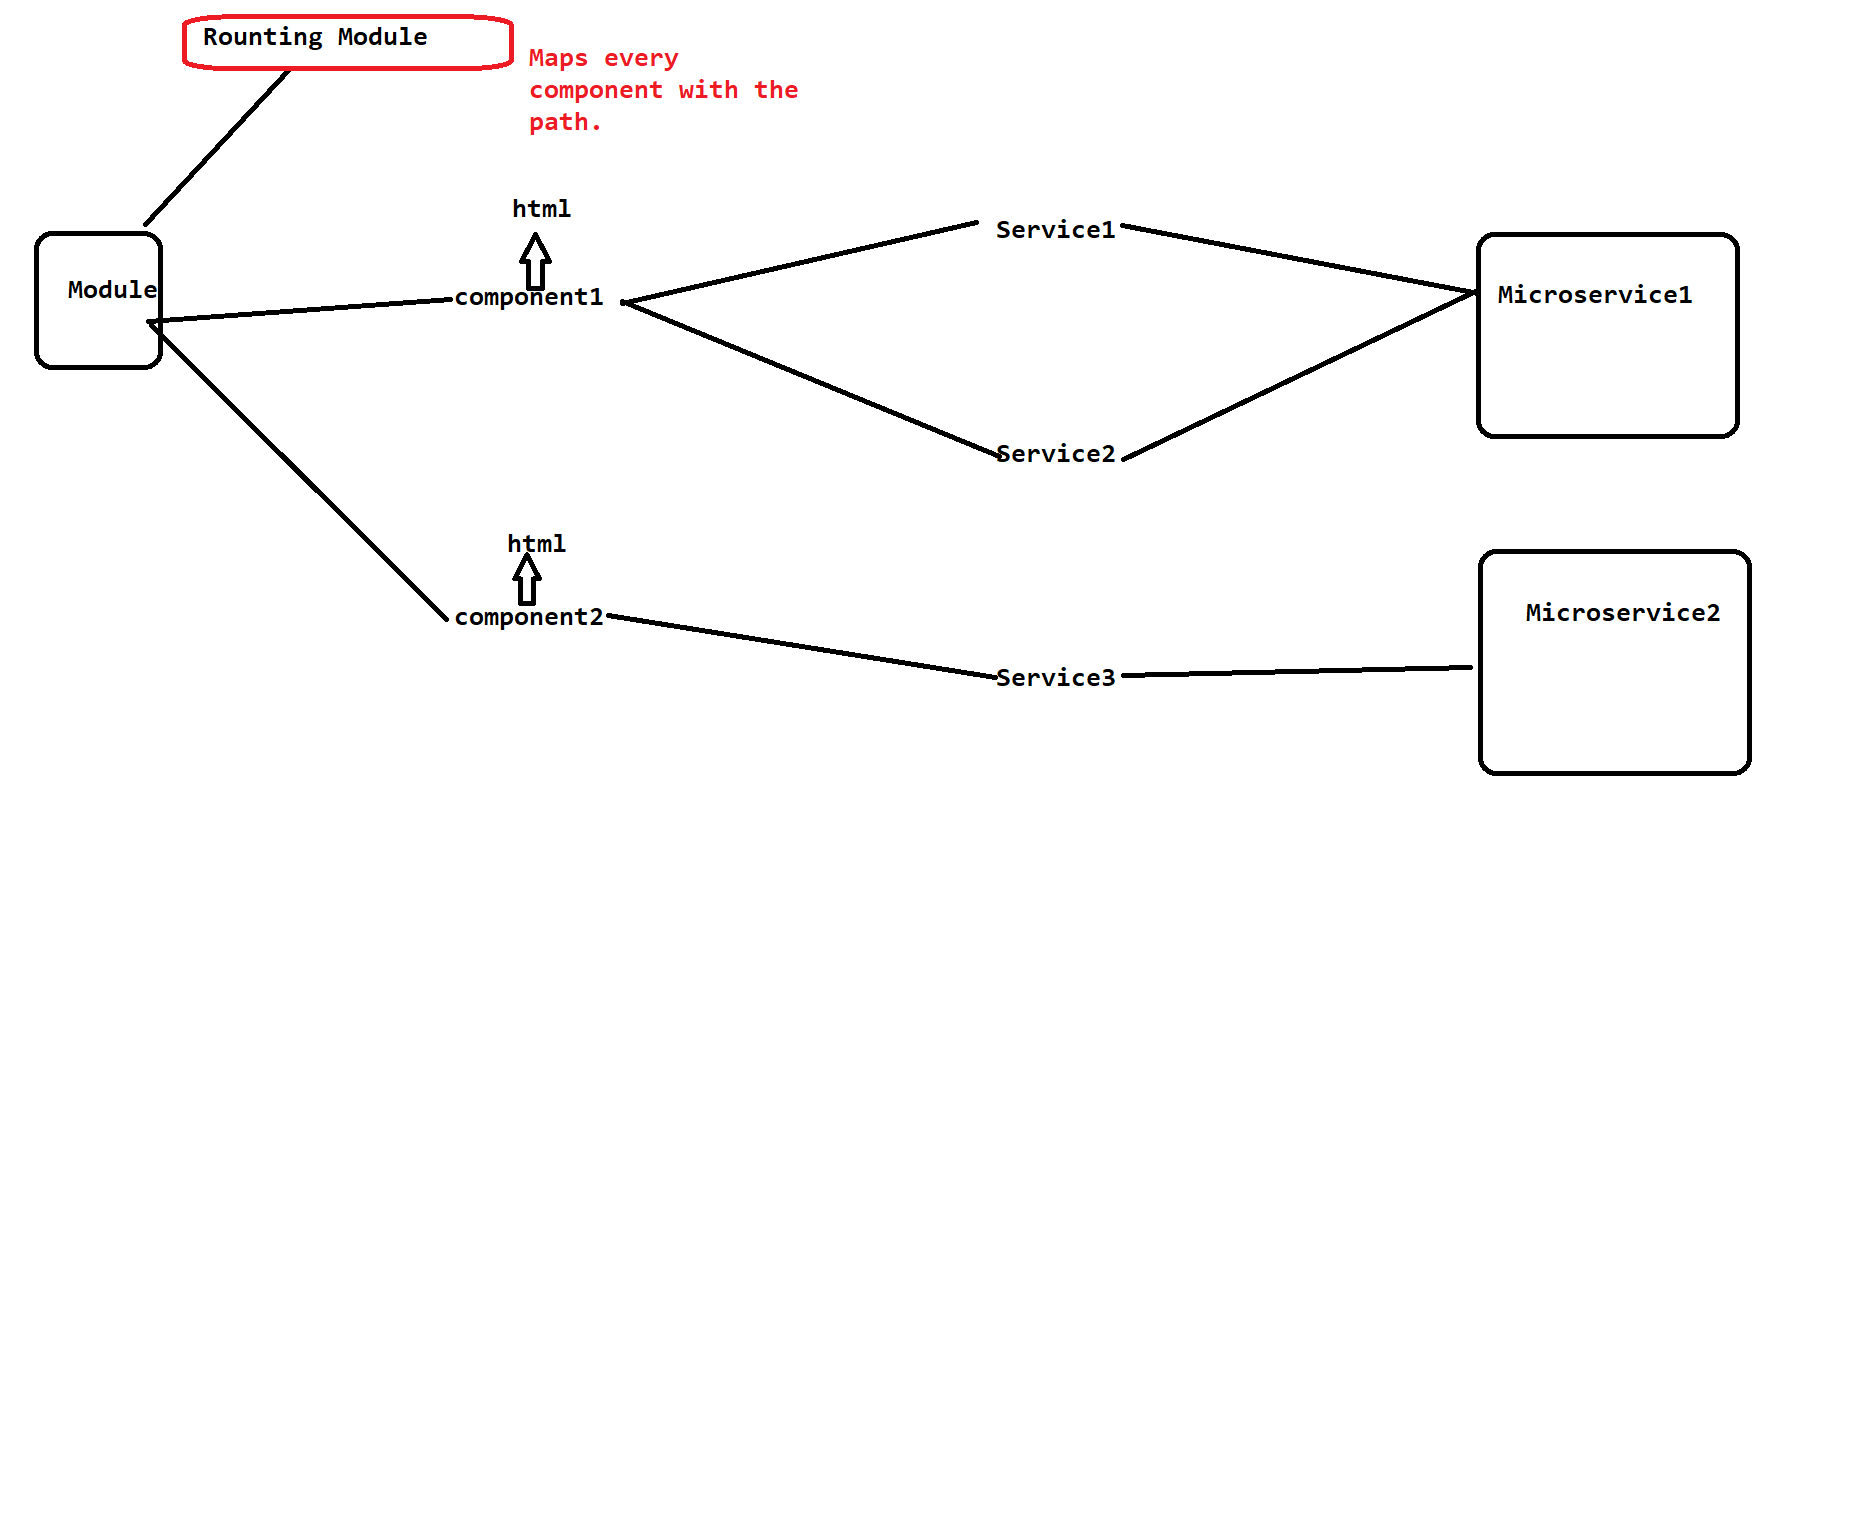 Rounting Module
Maps every
component with the
path.
html
Service1
Module
component1
Microservice1
Service2
html
component2
Microservice2
Service3